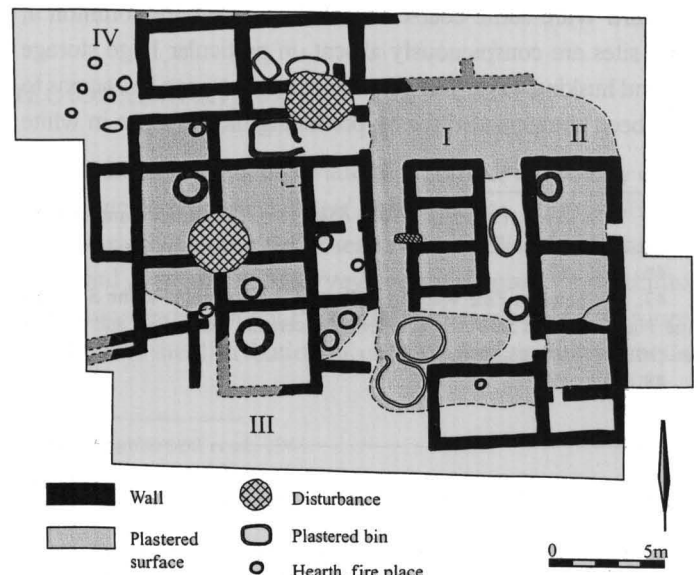 IV
I
II
III
Wall
Disturbance
Plastered
surface
Plastered bin
Hearth, fire place
0
5m